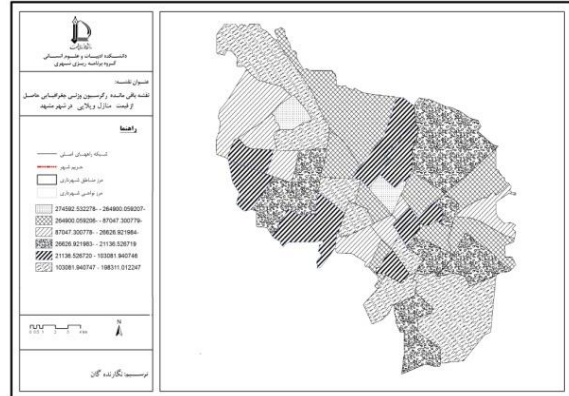 دانشکده ادبیات و علوم انسانی
گروه برنامه ریزی شهری
عنوان نقشه:
نقشه باقی مانده رگرسیون وزنی جغرافیایی حاصل
از قیمت منازل ویلایی در شهر مشهد
راهنما
شبکه راههای اصلی
حریم شهر
مرز مناطق شهرداری
مرز نواحی شهرداری
274592.532278- - 264900.059207-
264900.059206- - 87047.300779-
87047.300778- - 26626.921984-
26626.921983- - 21136.526719
21136.526720 - 103081.940746
103081.940747 - 198311.012247
N
ترسیم: نگارنده گان